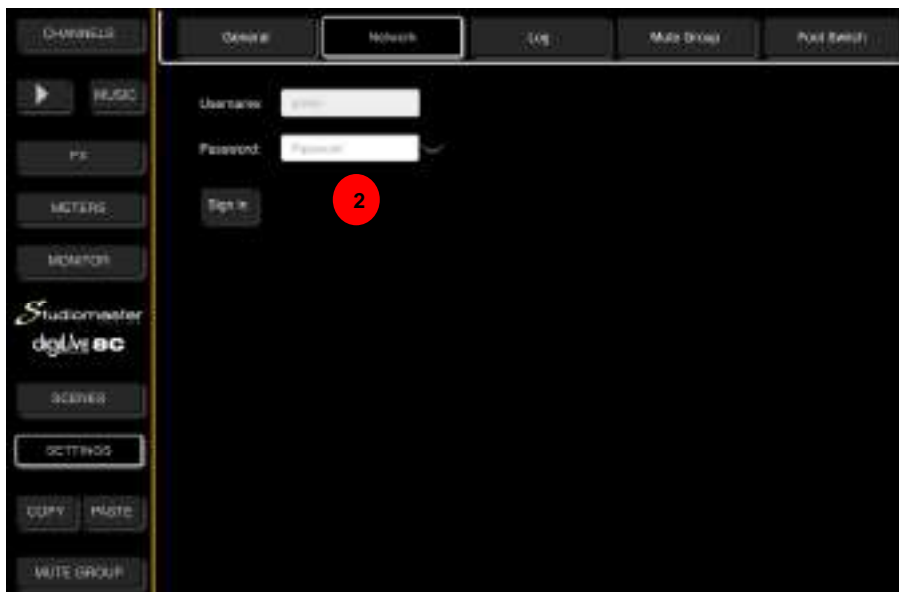 CHANNELS
General
Network
Log
Mute Group
Foot Switch
MUSIC
Username:
admin
Password:
Password
FX
METERS
Sign In
2
MONITOR
Studiomaster
digiLive 8C
SCENES
SETTINGS
COPY
PASTE
MUTE GROUP